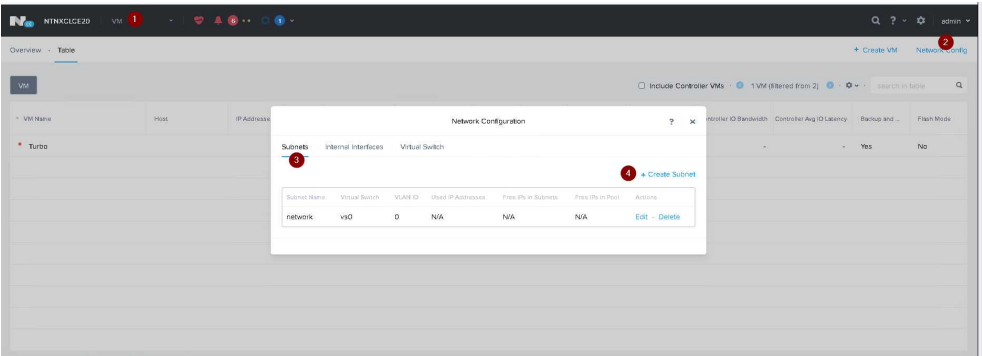 N NTNXCLCE20 VM 1 6 1 ? admin
Overview · Table + Create VM Network Config 2
VM Include Controller VMs 1 VM (filtered from 2) search in table
VM Name Host IP Addresse ntroller IO Bandwidth Controller Avg IO Latency Backup and ... Flash Mode
Turbo - - Yes No
Network Configuration ? ×
Subnets Internal Interfaces Virtual Switch
3
4 + Create Subnet
Subnet Name Virtual Switch VLAN ID Used IP Addresses Free IPs in Subnets Free IPs in Pool Actions
network vs0 0 N/A N/A N/A Edit · Delete